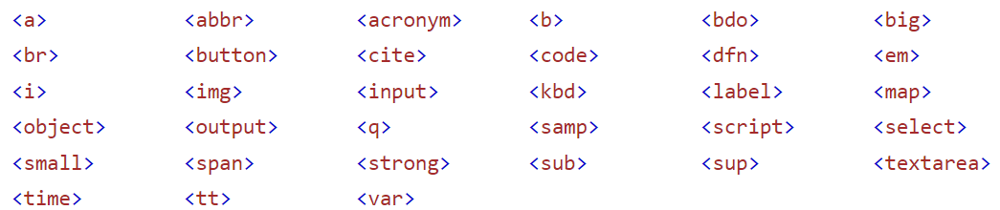 <a> <abbr> <acronym> <b> <bdo> <big>
<br> <button> <cite> <code> <dfn> <em>
<i> <img> <input> <kbd> <label> <map>
<object> <output> <q> <samp> <script> <select>
<small> <span> <strong> <sub> <sup> <textarea>
<time> <tt> <var>